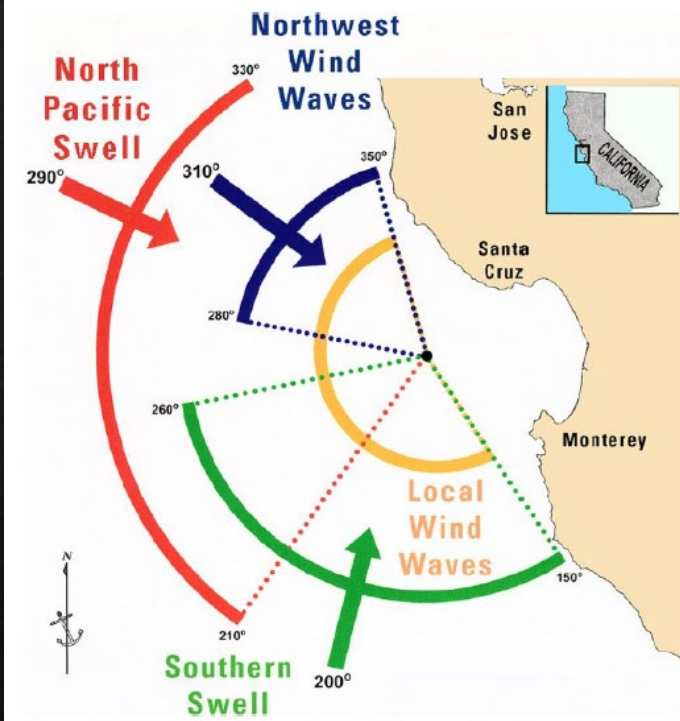 Northwest
Wind
Waves
North
Pacific
Swell
330°
290°
310°
350°
San
Jose
CALIFORNIA
Santa
Cruz
280°
260°
Monterey
Local
Wind
Waves
150°
N
210°
Southern
Swell
200°